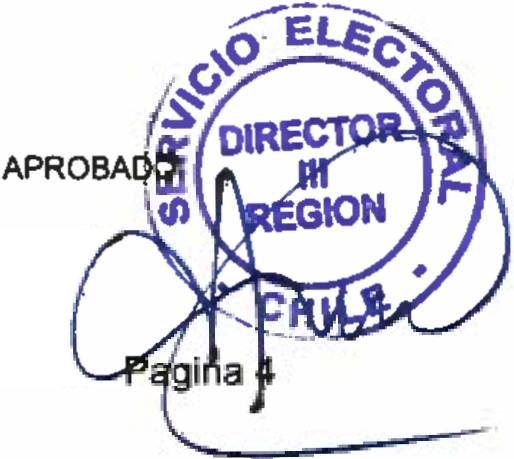 SERVICIO ELECTORAL
DIRECTOR
III
REGION
CHILE
APROBADO
Pagina 4